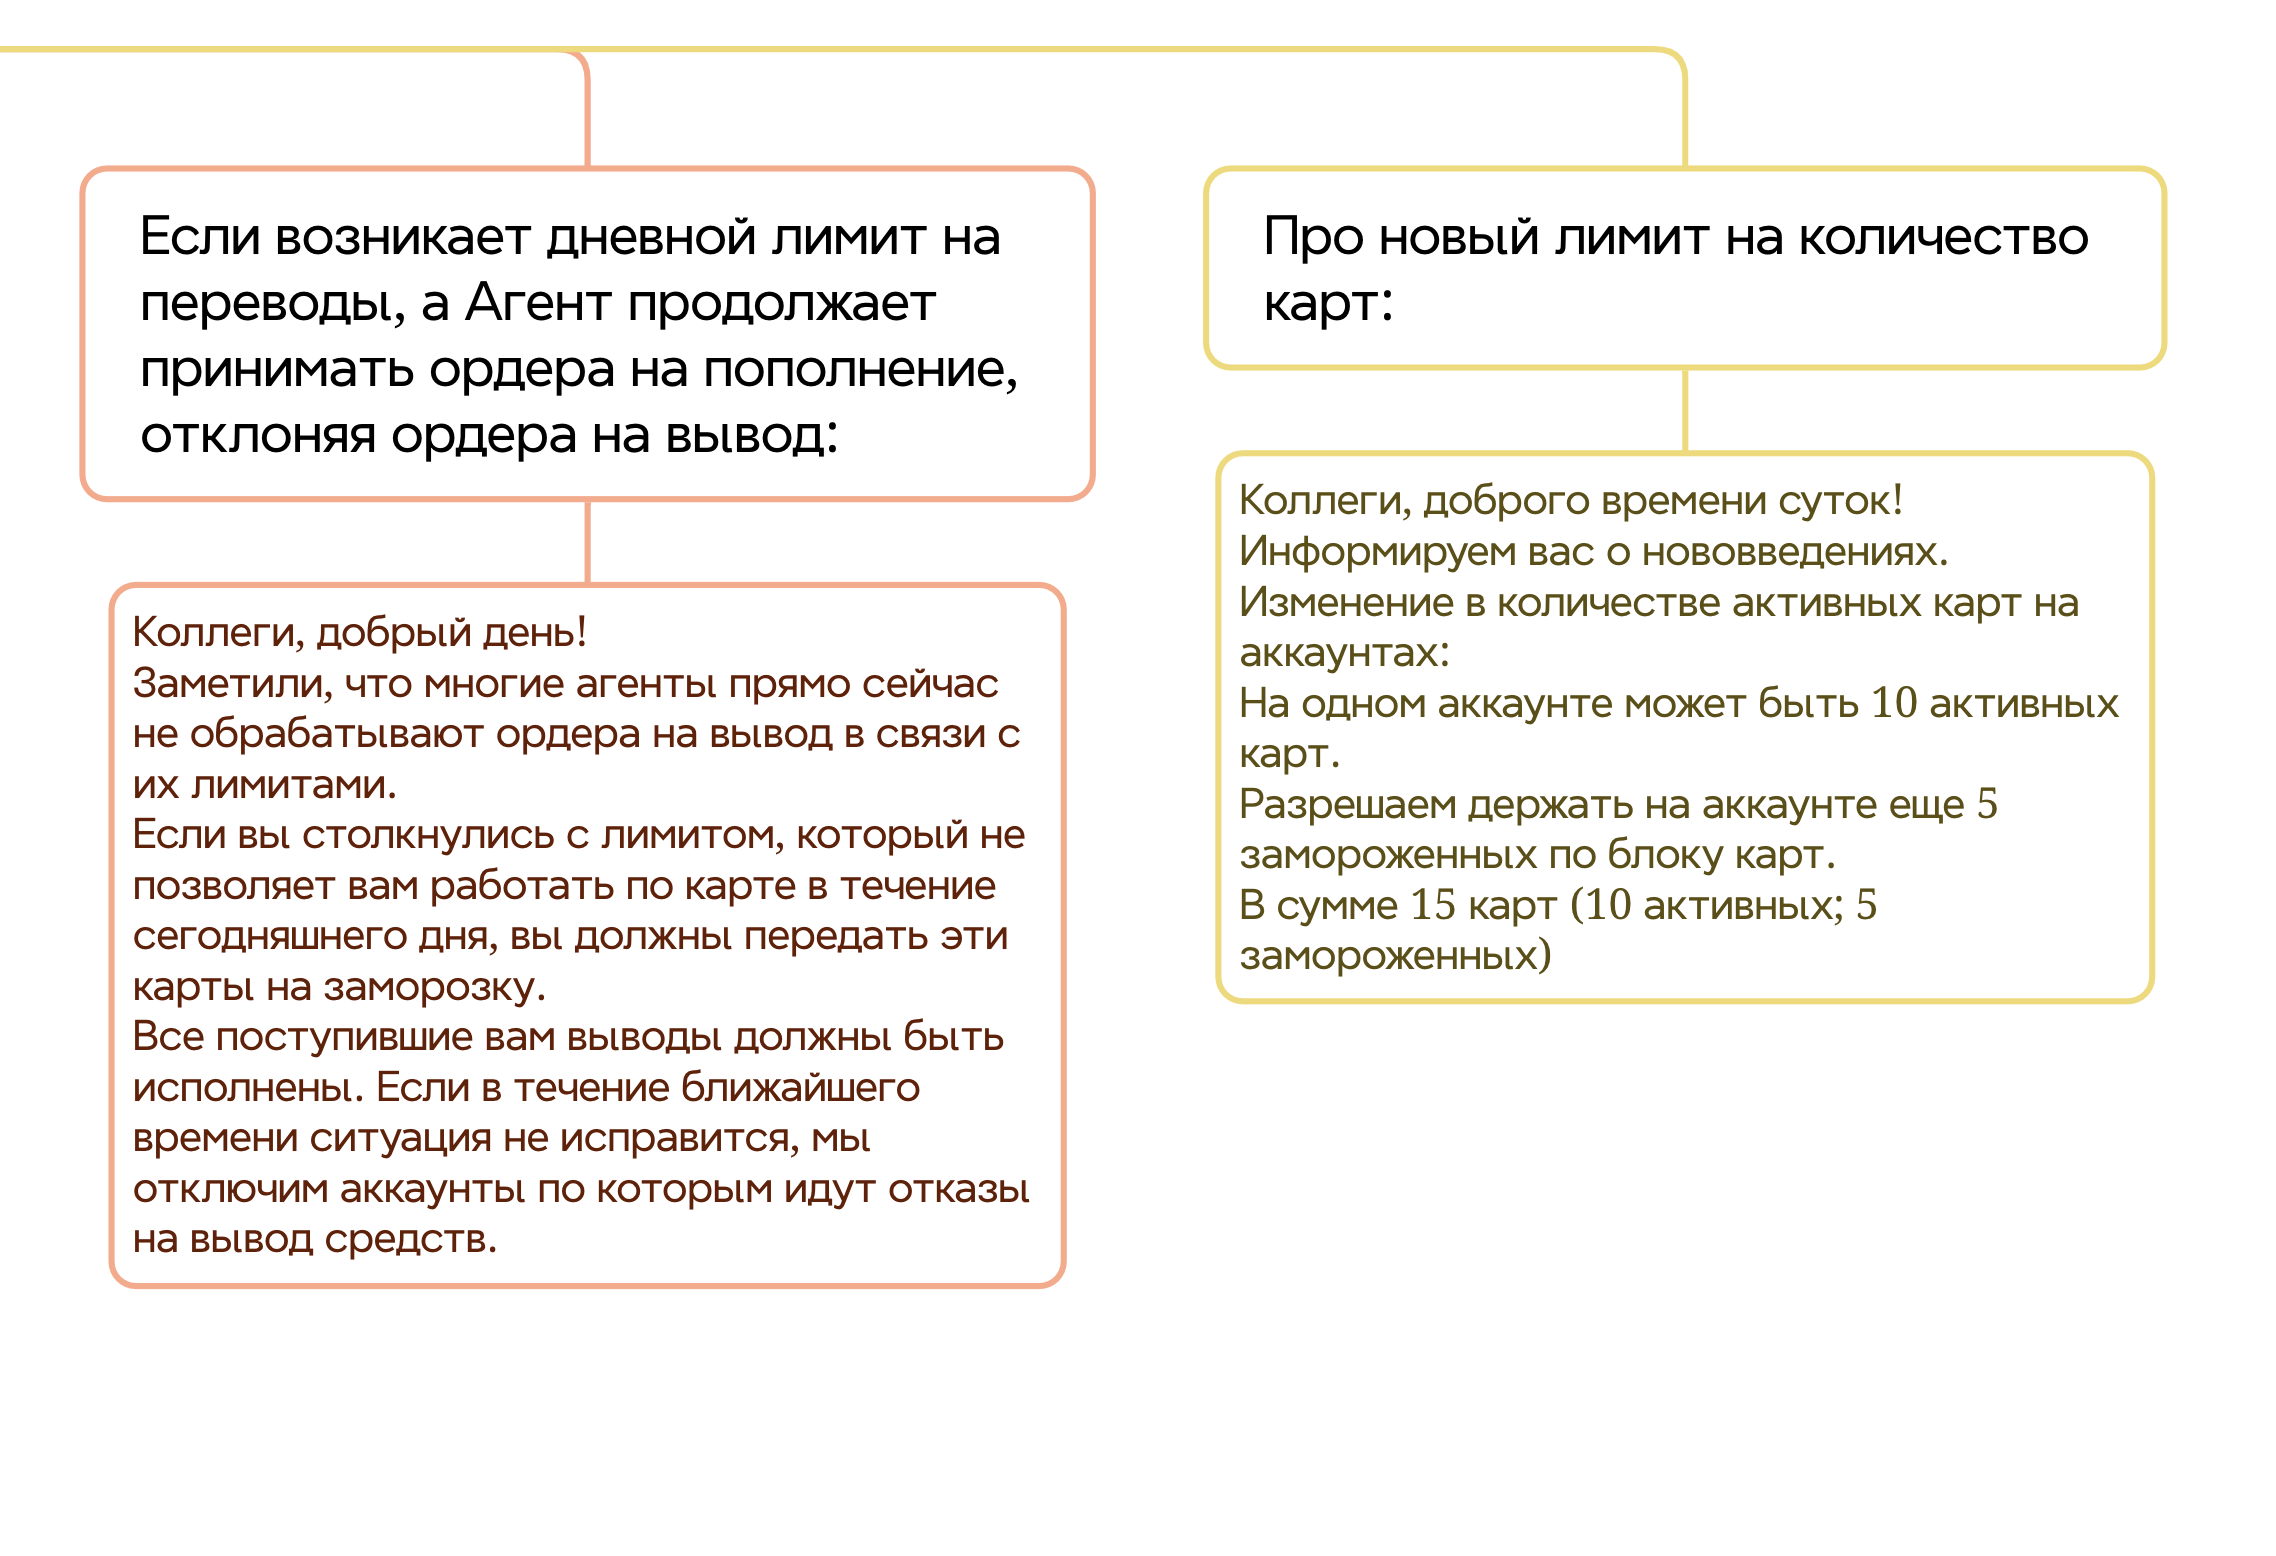 Если возникает дневной лимит на
переводы, а Агент продолжает
принимать ордера на пополнение,
отклоняя ордера на вывод:
Коллеги, добрый день!
Заметили, что многие агенты прямо сейчас
не обрабатывают ордера на вывод в связи с
их лимитами.
Если вы столкнулись с лимитом, который не
позволяет вам работать по карте в течение
сегодняшнего дня, вы должны передать эти
карты на заморозку.
Все поступившие вам выводы должны быть
исполнены. Если в течение ближайшего
времени ситуация не исправится, мы
отключим аккаунты по которым идут отказы
на вывод средств.
Про новый лимит на количество
карт:
Коллеги, доброго времени суток!
Информируем вас о нововведениях.
Изменение в количестве активных карт на
аккаунтах:
На одном аккаунте может быть 10 активных
карт.
Разрешаем держать на аккаунте еще 5
замороженных по блоку карт.
В сумме 15 карт (10 активных; 5
замороженных)